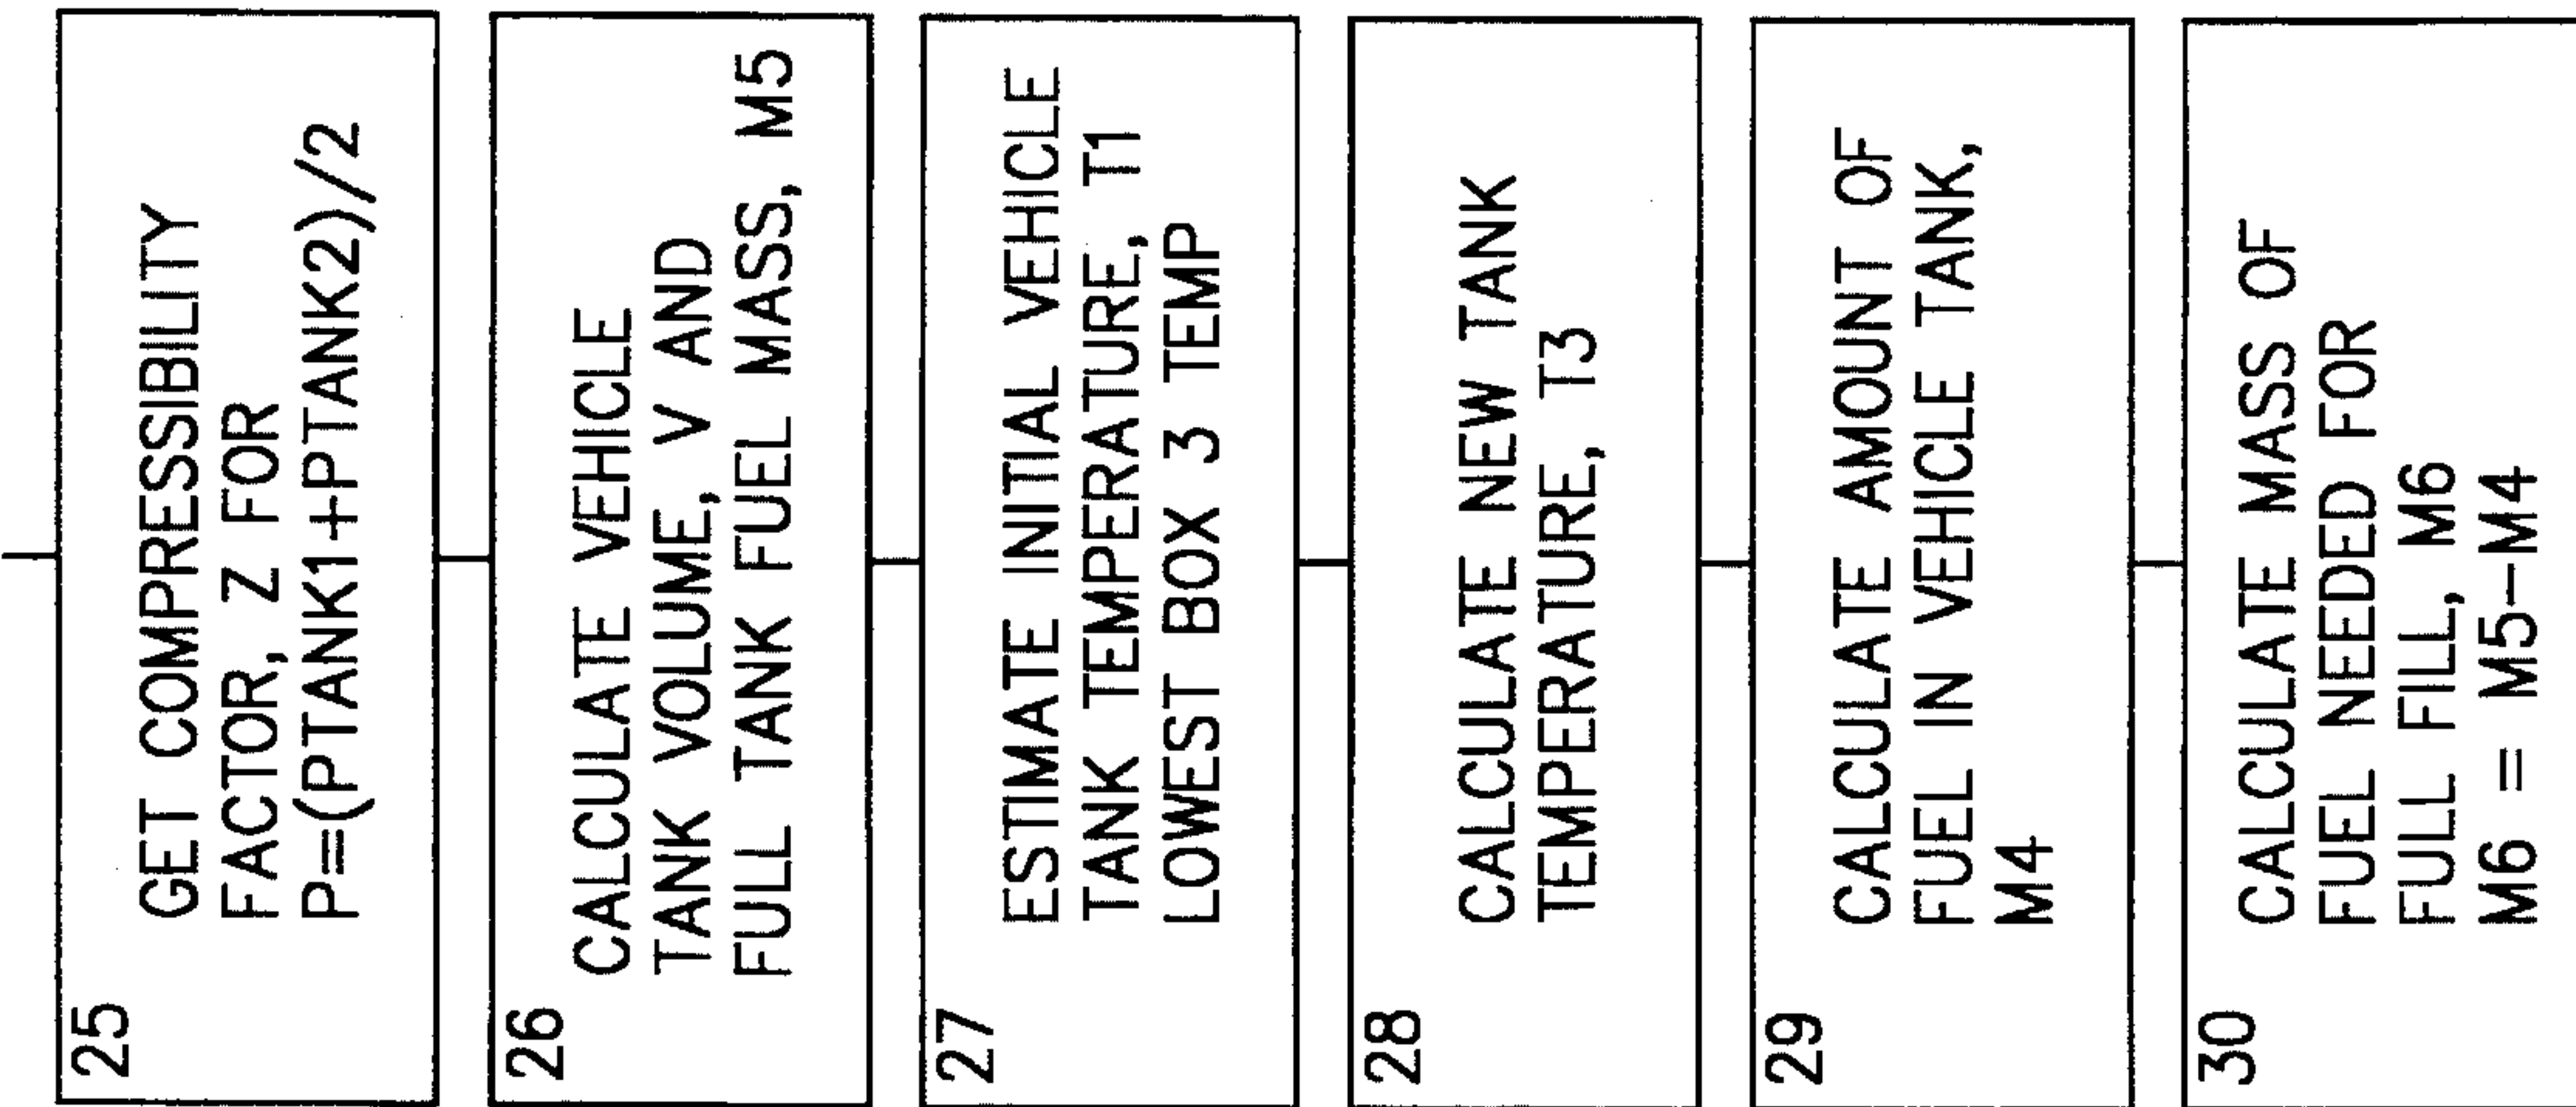 25
GET COMPRESSIBILITY
FACTOR, Z FOR
P=(PTANK1+PTANK2)/2
26
CALCULATE VEHICLE
TANK VOLUME, V AND
FULL TANK FUEL MASS, M5
27
ESTIMATE INITIAL VEHICLE
TANK TEMPERATURE, T1
LOWEST BOX 3 TEMP
28
CALCULATE NEW TANK
TEMPERATURE, T3
29
CALCULATE AMOUNT OF
FUEL IN VEHICLE TANK,
M4
30
CALCULATE MASS OF
FUEL NEEDED FOR
FULL FILL, M6
M6 = M5-M4